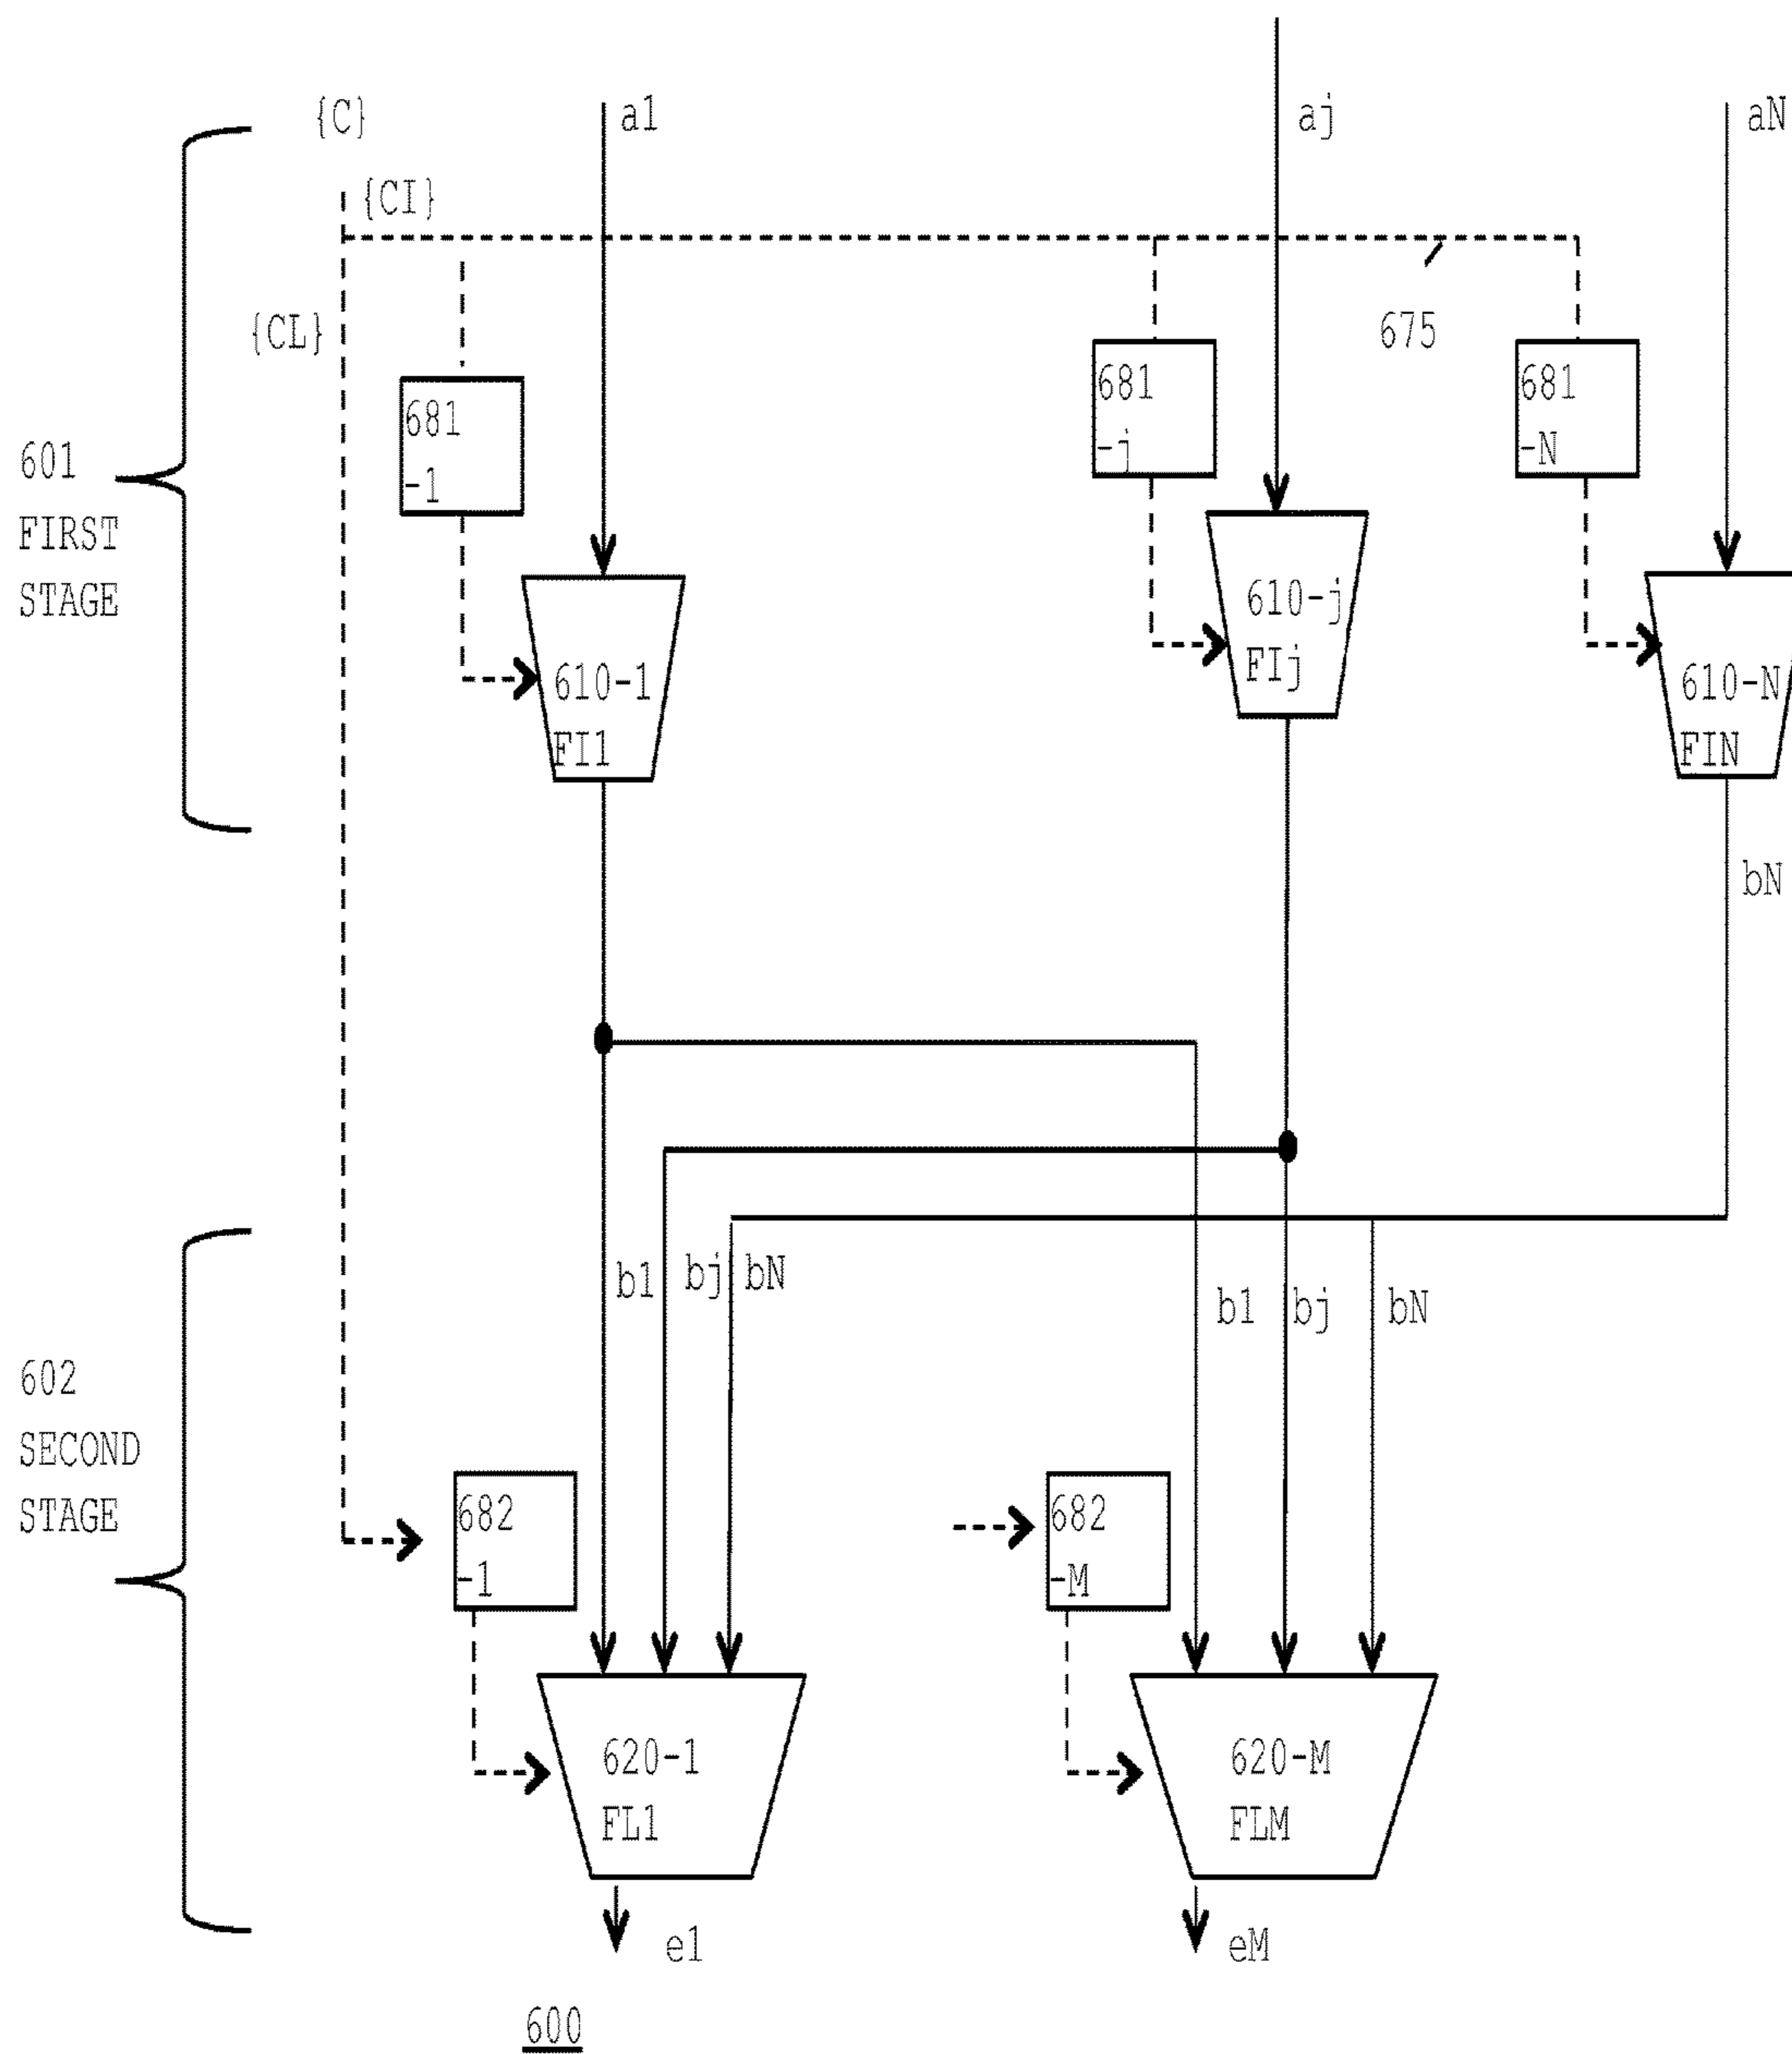 {C}
a1
aj
aN
{CI}
{CL}
675
681
-1
681
-j
681
-N
601
FIRST
STAGE
610-1
FI1
610-j
FIj
610-N
FIN
bN
b1
bj
bN
b1
bj
bN
602
SECOND
STAGE
682
-1
682
-M
620-1
FL1
620-M
FLM
e1
eM
600